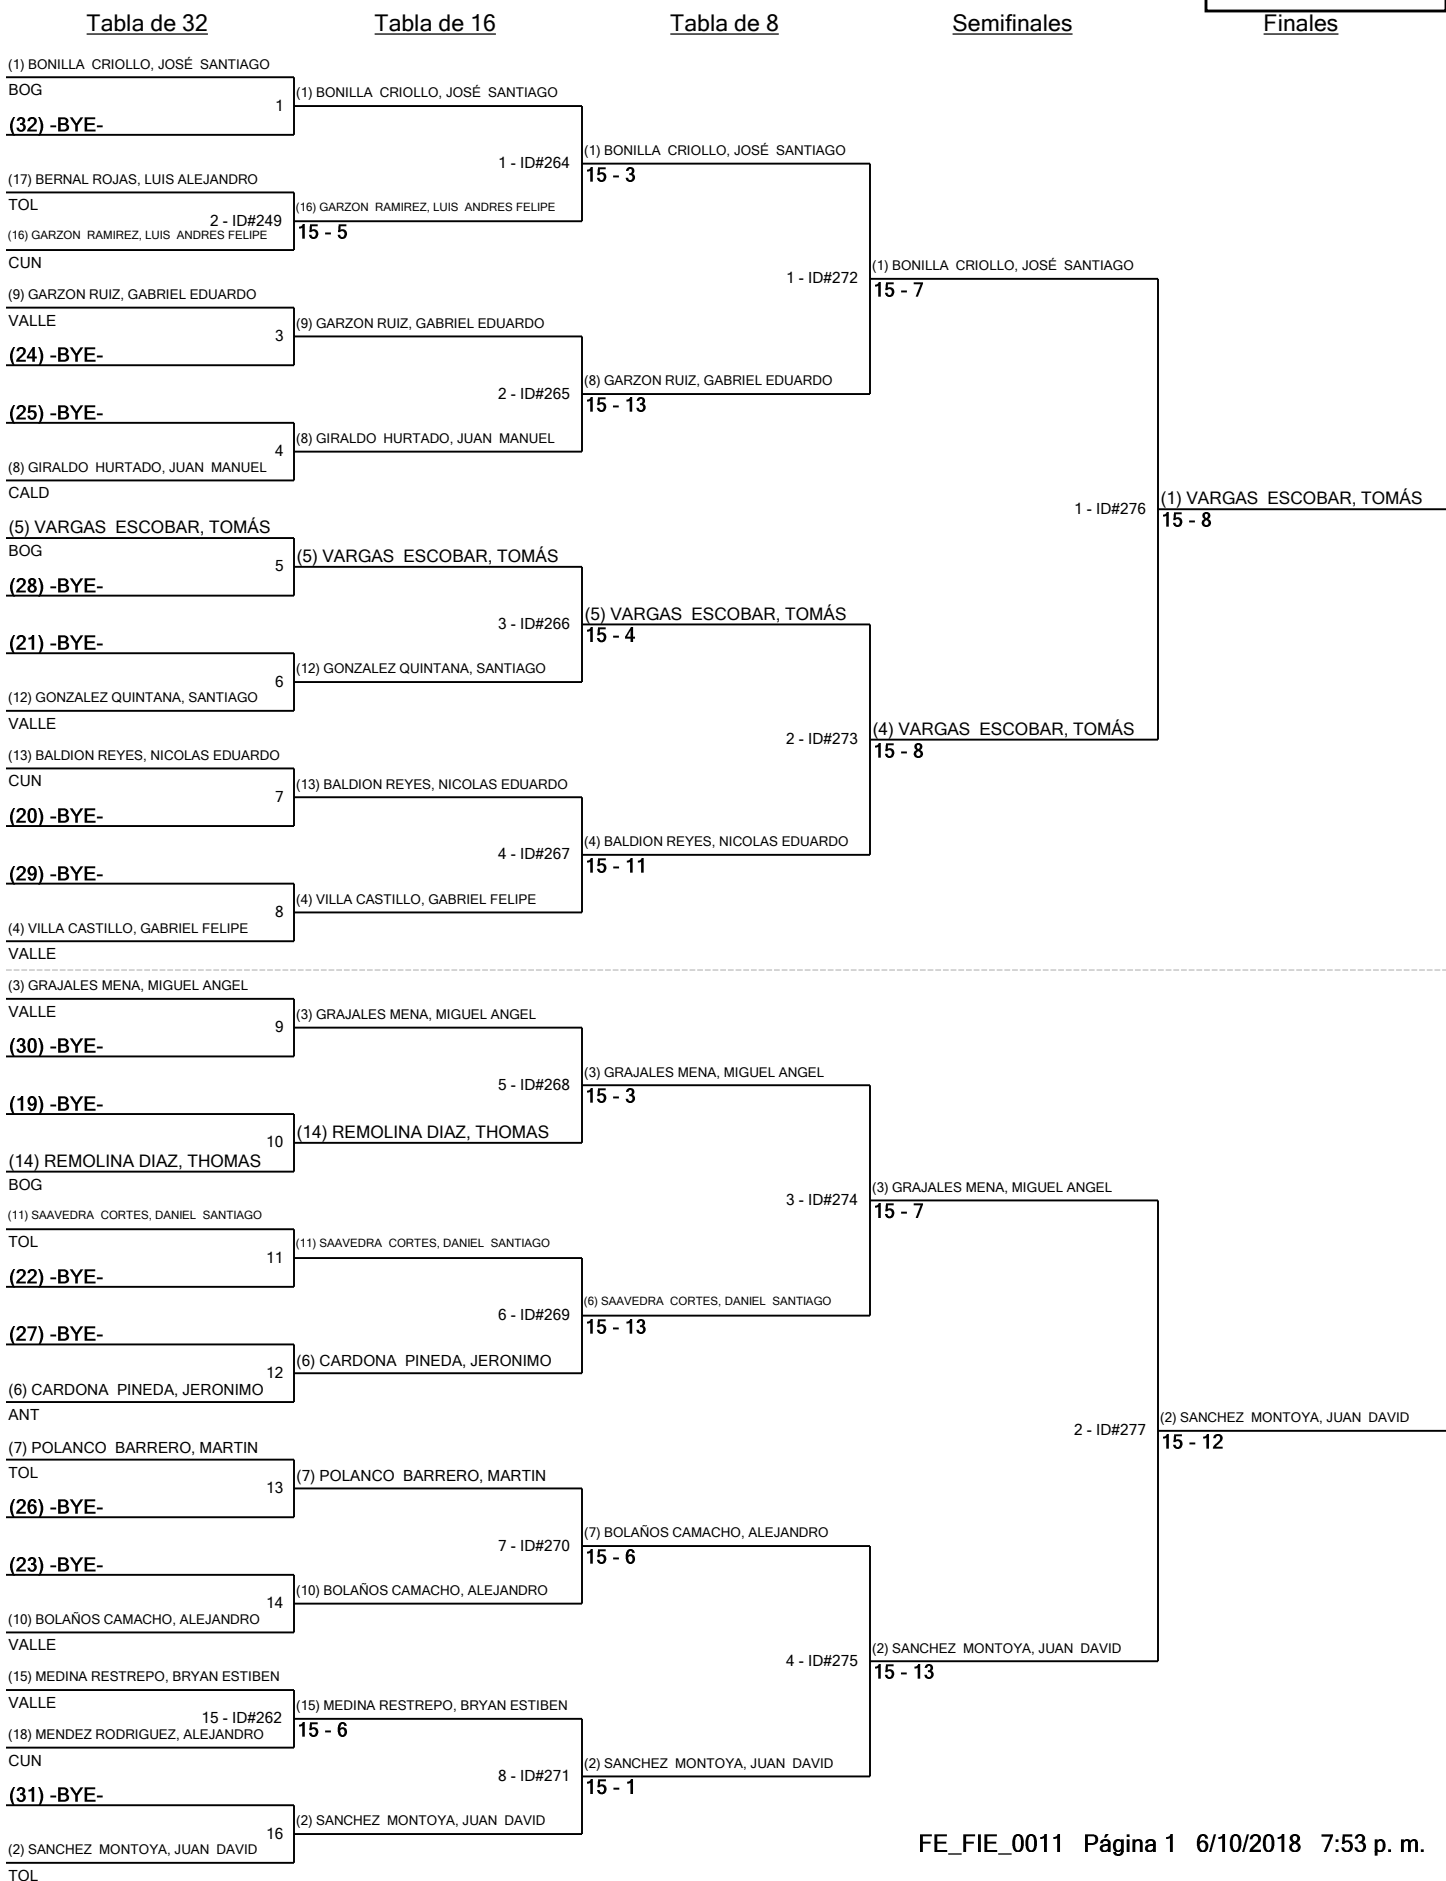 Tabla de 32
Tabla de 16
Tabla de 8
Semifinales
Finales
(1) BONILLA CRIOLLO, JOSÉ SANTIAGO
BOG
1
(32) -BYE-
(17) BERNAL ROJAS, LUIS ALEJANDRO
TOL
2 - ID#249
(16) GARZON RAMIREZ, LUIS ANDRES FELIPE
CUN
(9) GARZON RUIZ, GABRIEL EDUARDO
VALLE
3
(24) -BYE-
(25) -BYE-
4
(8) GIRALDO HURTADO, JUAN MANUEL
CALD
(5) VARGAS ESCOBAR, TOMÁS
BOG
5
(28) -BYE-
(21) -BYE-
6
(12) GONZALEZ QUINTANA, SANTIAGO
VALLE
(13) BALDION REYES, NICOLAS EDUARDO
CUN
7
(20) -BYE-
(29) -BYE-
8
(4) VILLA CASTILLO, GABRIEL FELIPE
VALLE
(3) GRAJALES MENA, MIGUEL ANGEL
VALLE
9
(30) -BYE-
(19) -BYE-
10
(14) REMOLINA DIAZ, THOMAS
BOG
(11) SAAVEDRA CORTES, DANIEL SANTIAGO
TOL
11
(22) -BYE-
(27) -BYE-
12
(6) CARDONA PINEDA, JERONIMO
ANT
(7) POLANCO BARRERO, MARTIN
TOL
13
(26) -BYE-
(23) -BYE-
14
(10) BOLAÑOS CAMACHO, ALEJANDRO
VALLE
(15) MEDINA RESTREPO, BRYAN ESTIBEN
VALLE
15 - ID#262
(18) MENDEZ RODRIGUEZ, ALEJANDRO
CUN
(31) -BYE-
16
(2) SANCHEZ MONTOYA, JUAN DAVID
TOL
(1) BONILLA CRIOLLO, JOSÉ SANTIAGO
1 - ID#264
(16) GARZON RAMIREZ, LUIS ANDRES FELIPE
15 - 5
(9) GARZON RUIZ, GABRIEL EDUARDO
2 - ID#265
(8) GIRALDO HURTADO, JUAN MANUEL
(5) VARGAS ESCOBAR, TOMÁS
3 - ID#266
(12) GONZALEZ QUINTANA, SANTIAGO
(13) BALDION REYES, NICOLAS EDUARDO
4 - ID#267
(4) VILLA CASTILLO, GABRIEL FELIPE
(3) GRAJALES MENA, MIGUEL ANGEL
5 - ID#268
(14) REMOLINA DIAZ, THOMAS
(11) SAAVEDRA CORTES, DANIEL SANTIAGO
6 - ID#269
(6) CARDONA PINEDA, JERONIMO
(7) POLANCO BARRERO, MARTIN
7 - ID#270
(10) BOLAÑOS CAMACHO, ALEJANDRO
(15) MEDINA RESTREPO, BRYAN ESTIBEN
15 - 6
8 - ID#271
(2) SANCHEZ MONTOYA, JUAN DAVID
(1) BONILLA CRIOLLO, JOSÉ SANTIAGO
15 - 3
1 - ID#272
(8) GARZON RUIZ, GABRIEL EDUARDO
15 - 13
(5) VARGAS ESCOBAR, TOMÁS
15 - 4
2 - ID#273
(4) BALDION REYES, NICOLAS EDUARDO
15 - 11
(3) GRAJALES MENA, MIGUEL ANGEL
15 - 3
3 - ID#274
(6) SAAVEDRA CORTES, DANIEL SANTIAGO
15 - 13
(7) BOLAÑOS CAMACHO, ALEJANDRO
15 - 6
4 - ID#275
(2) SANCHEZ MONTOYA, JUAN DAVID
15 - 1
(1) BONILLA CRIOLLO, JOSÉ SANTIAGO
15 - 7
1 - ID#276
(4) VARGAS ESCOBAR, TOMÁS
15 - 8
(3) GRAJALES MENA, MIGUEL ANGEL
15 - 7
2 - ID#277
(2) SANCHEZ MONTOYA, JUAN DAVID
15 - 13
(1) VARGAS ESCOBAR, TOMÁS
15 - 8
(2) SANCHEZ MONTOYA, JUAN DAVID
15 - 12
FE_FIE_0011 Página 1 6/10/2018 7:53 p. m.